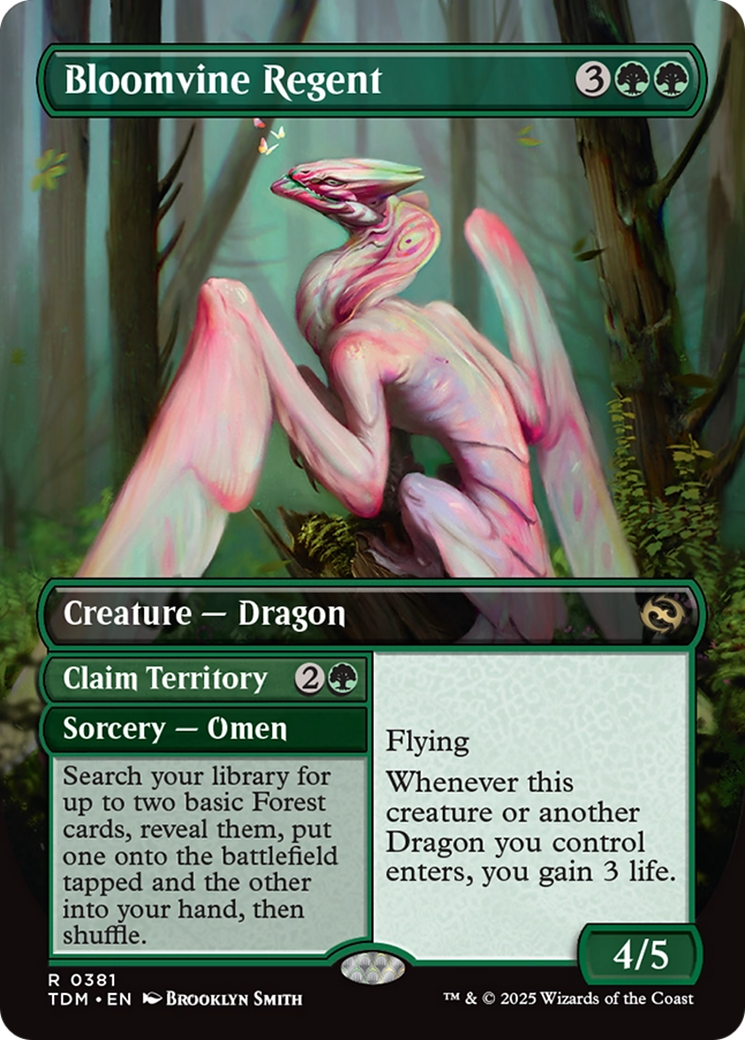 Bloomvine Regent 3
Creature — Dragon
Claim Territory 2
Sorcery — Omen
Search your library for
up to two basic Forest
cards, reveal them, put
one onto the battlefield
tapped and the other
into your hand, then
shuffle.
Flying
Whenever this
creature or another
Dragon you control
enters, you gain 3 life.
4/5
R 0381
TDM • EN Brooklyn Smith
™ & © 2025 Wizards of the Coast